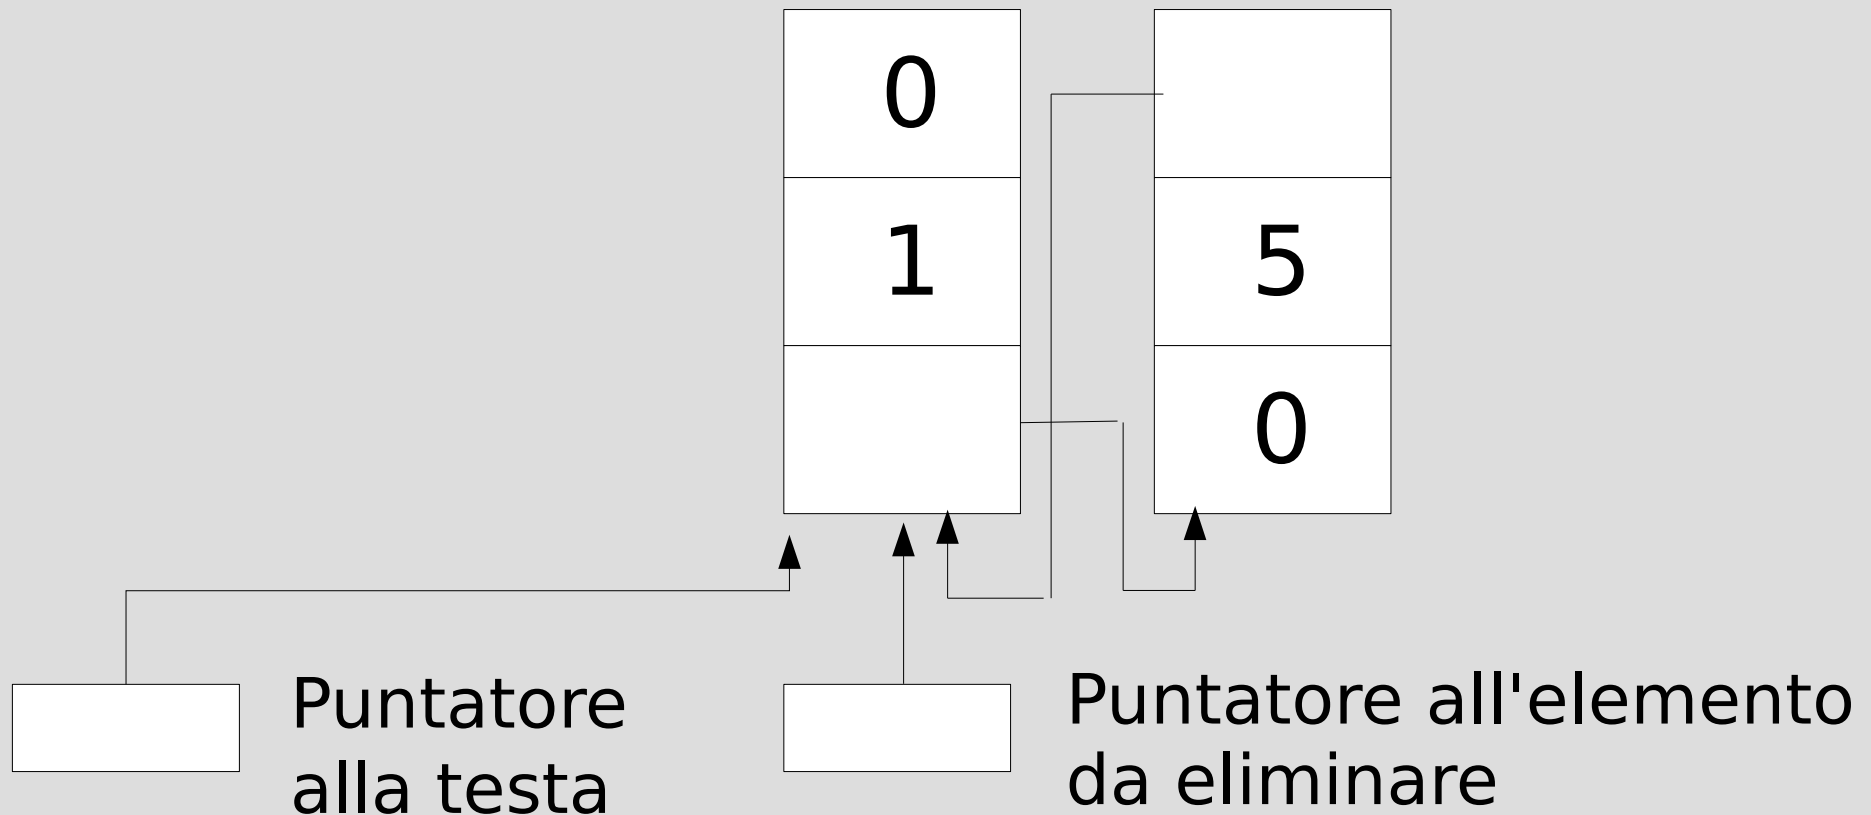 0
1
5
0
Puntatore
alla testa
Puntatore all'elemento
da eliminare